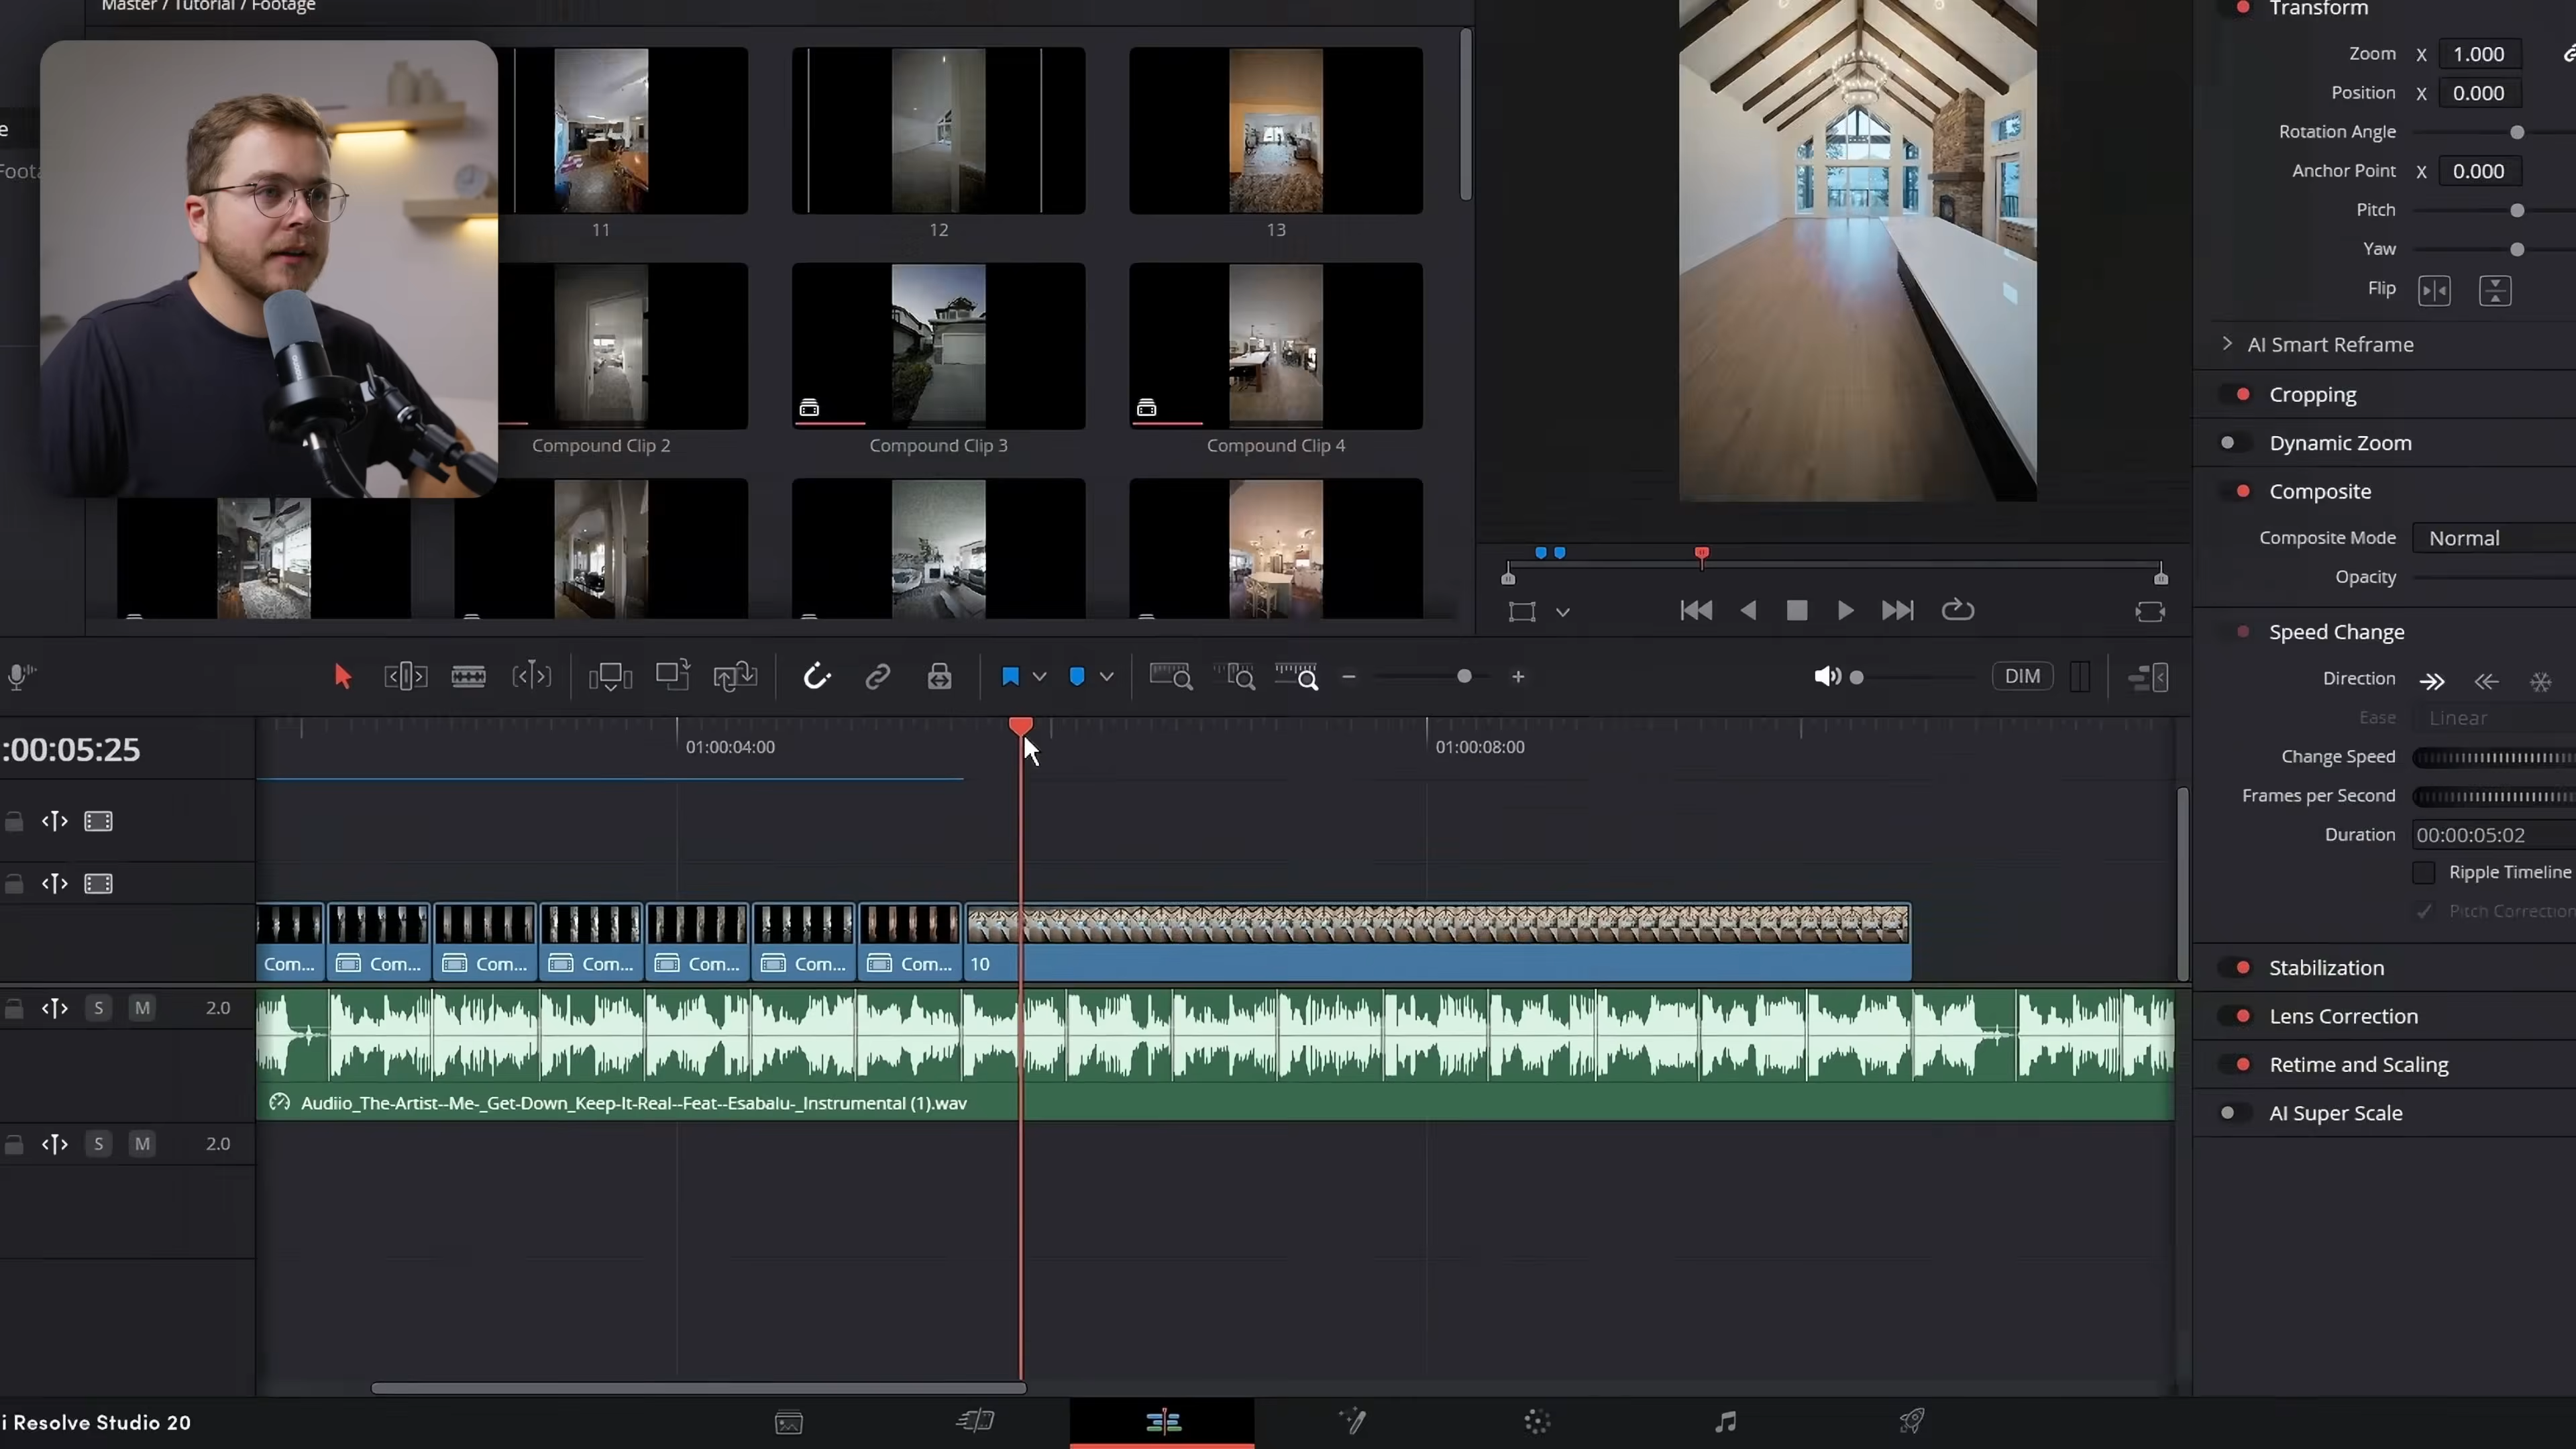 Master / Tutorial / Footage
Transform
Zoom X 1.000
Position X 0.000
Rotation Angle
Anchor Point X 0.000
Pitch
Yaw
Flip
AI Smart Reframe
Cropping
Dynamic Zoom
Composite
Composite Mode Normal
Opacity
Speed Change
Direction
Ease Linear
Change Speed
Frames per Second
Duration 00:00:05:02
Ripple Timeline
Pitch Correction
Stabilization
Lens Correction
Retime and Scaling
AI Super Scale
e
Foota
11
12
13
Compound Clip 2
Compound Clip 3
Compound Clip 4
DIM
:00:05:25
01:00:04:00
01:00:08:00
Com...
Com...
Com...
Com...
Com...
Com...
Com...
10
S M 2.0
Audiio_The-Artist--Me-_Get-Down_Keep-It-Real--Feat--Esabalu-_Instrumental (1).wav
S M 2.0
i Resolve Studio 20